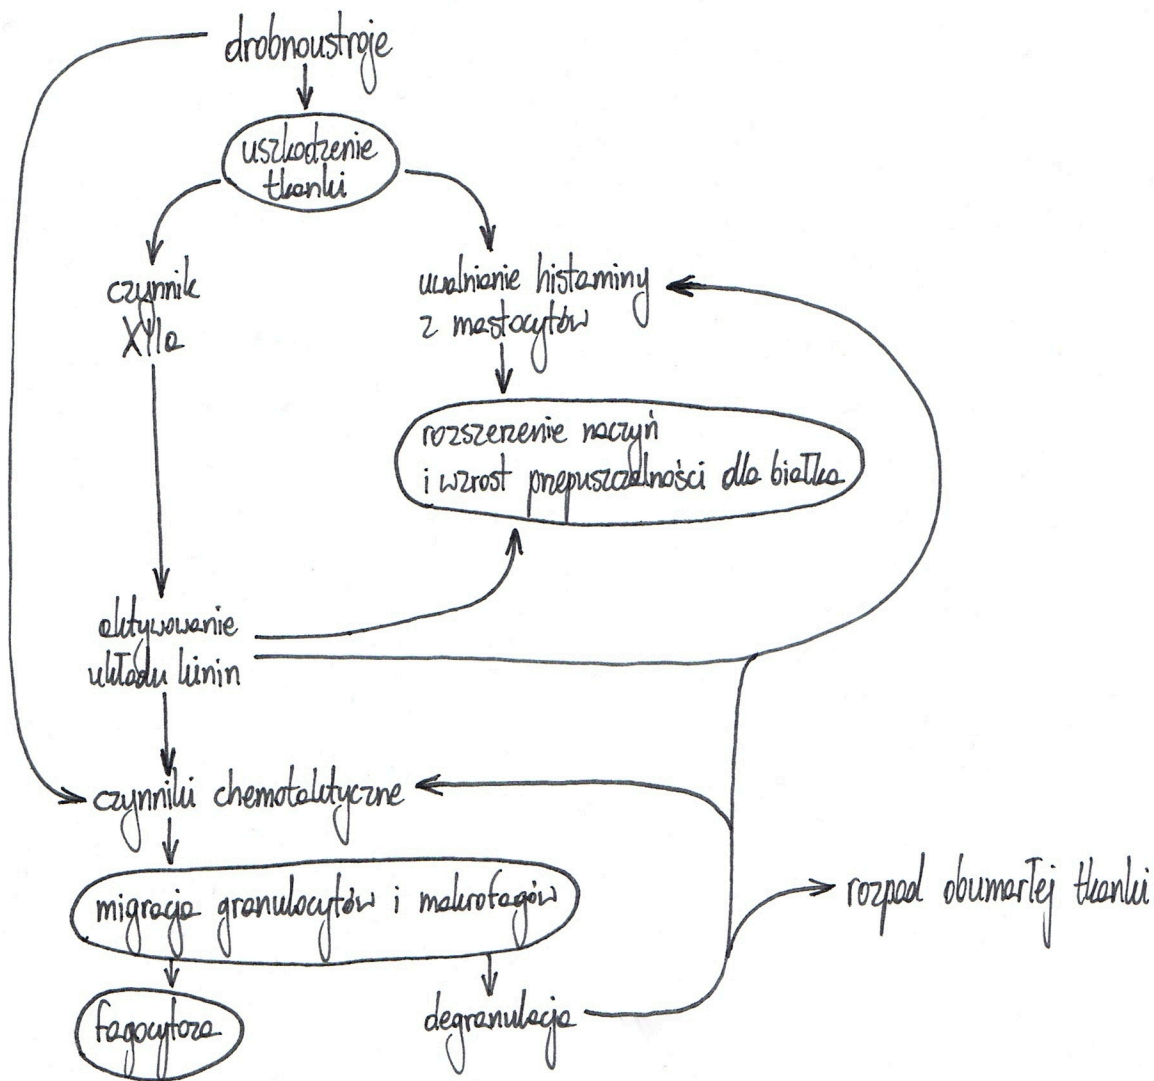 drobnoustroje
uszkodzenie
tkanki
czynnik
XIIa
uwalnianie histaminy
z mastocytów
rozszerzenie naczyń
i wzrost przepuszczalności dla białka
aktywowanie
układu kinin
czynniki chemotaktyczne
migracja granulocytów i makrofagów
rozpad obumarłej tkanki
fagocytoza
degranulacja